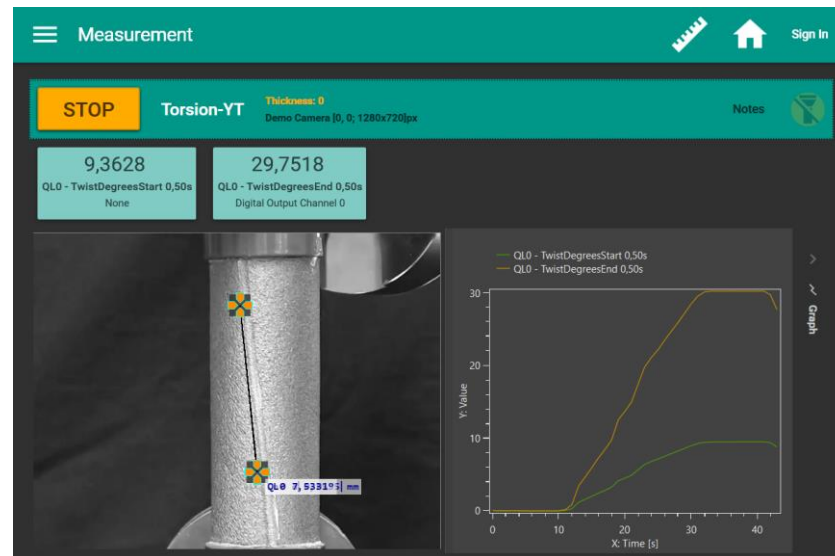 Measurement
Sign In
STOP
Torsion-YT
Thickness: 0
Demo Camera [0, 0; 1280x720]px
Notes
9,3628
QL0 - TwistDegreesStart 0,50s
None
29,7518
QL0 - TwistDegreesEnd 0,50s
Digital Output Channel 0
QL0 - TwistDegreesStart 0,50s
QL0 - TwistDegreesEnd 0,50s
Graph
30
20
10
0
Y: Value
0 10 20 30 40
X: Time [s]
QL0
mm